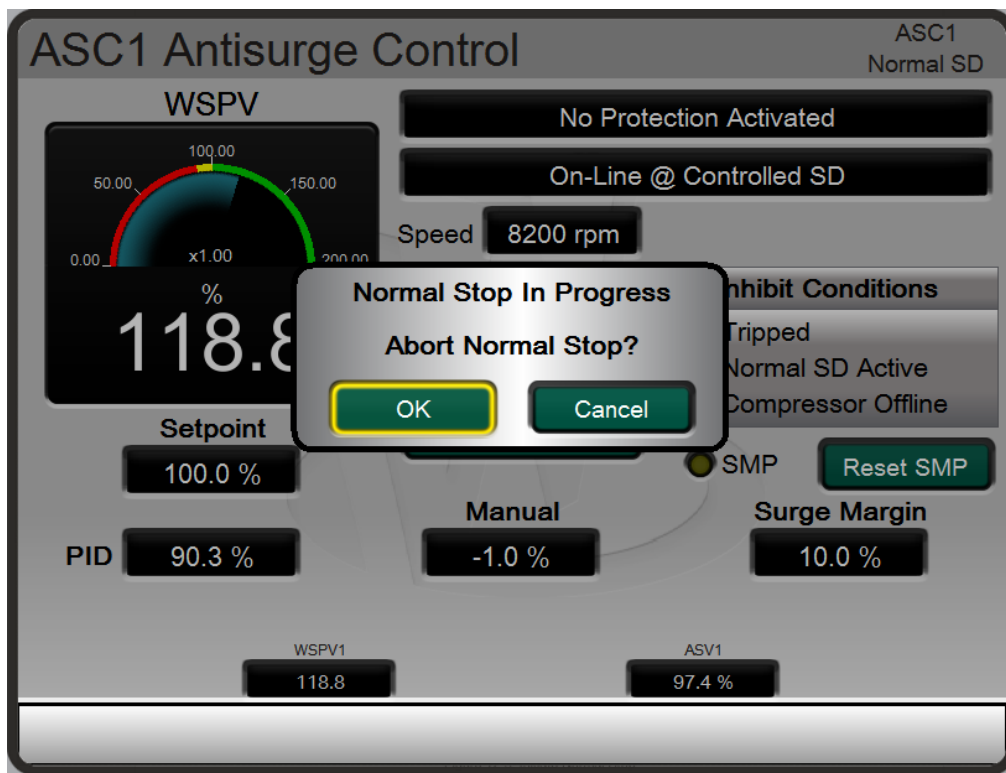 ASC1 Antisurge Control
ASC1
Normal SD
WSPV
No Protection Activated
On-Line @ Controlled SD
0.00
50.00
100.00
150.00
200.00
x1.00
%
118.8
Speed
8200 rpm
Normal Stop In Progress
Abort Normal Stop?
OK
Cancel
Inhibit Conditions
Tripped
Normal SD Active
Compressor Offline
Setpoint
100.0 %
SMP
Reset SMP
Manual
Surge Margin
PID
90.3 %
-1.0 %
10.0 %
WSPV1
ASV1
118.8
97.4 %